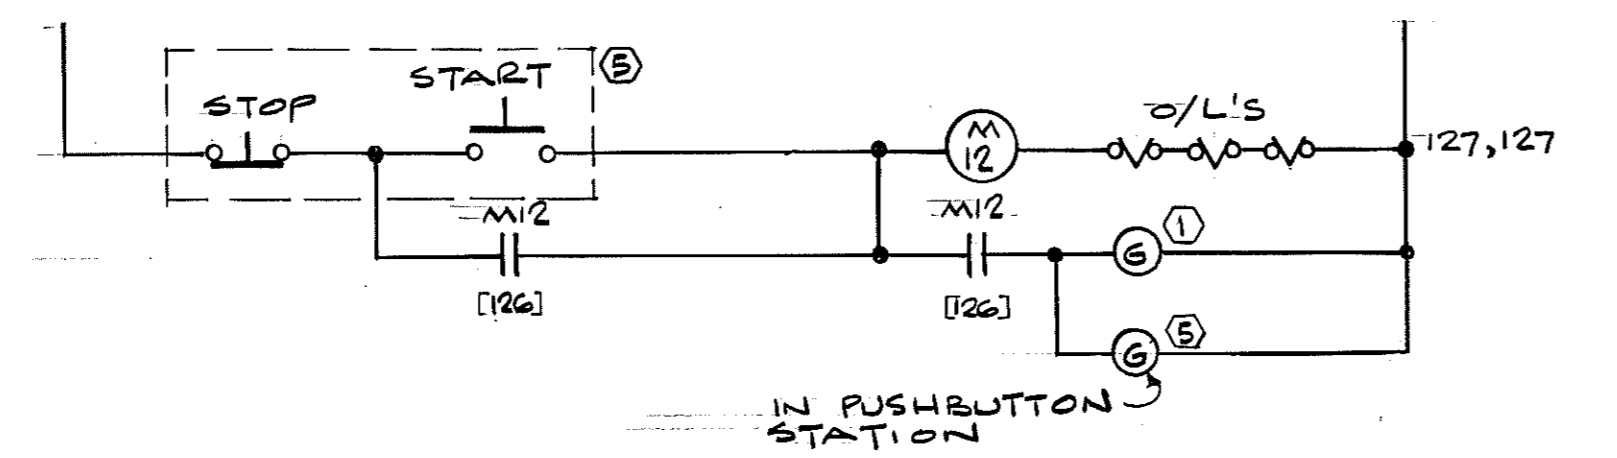 START
5
STOP
O/L'S
M
12
127,127
M12
M12
1
G
[126]
[126]
5
G
IN PUSHBUTTON
STATION